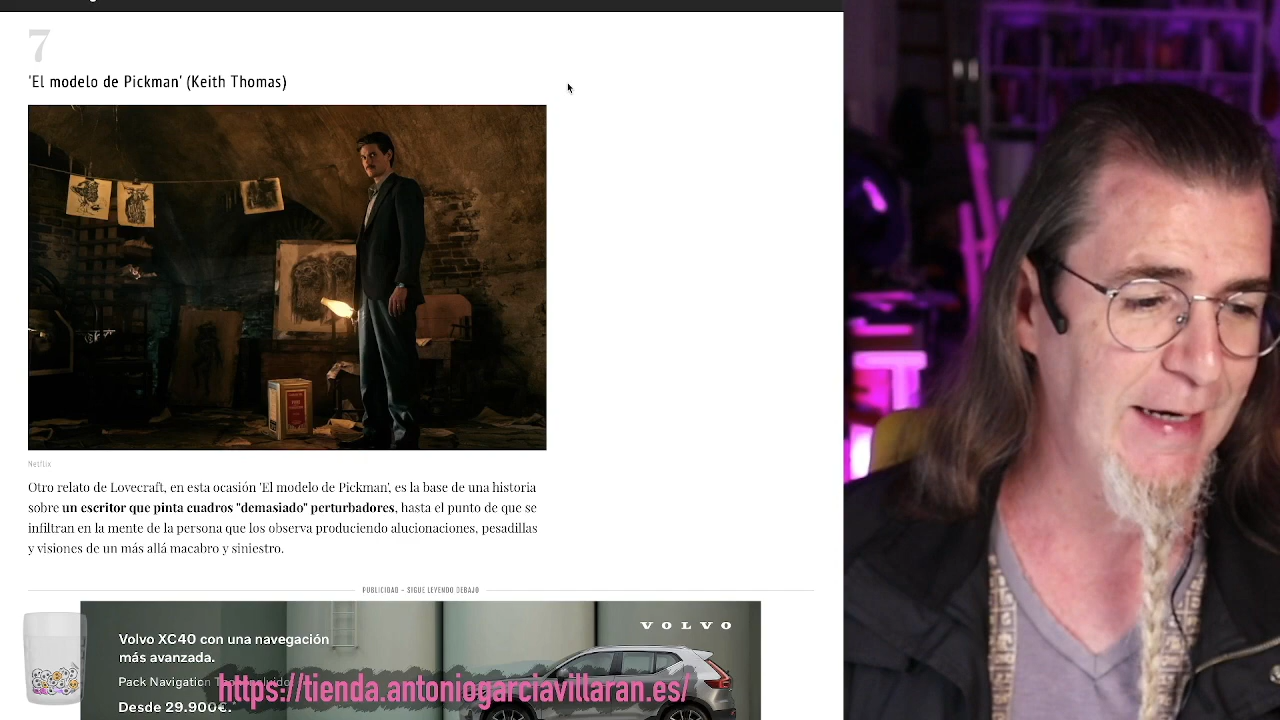 7
'El modelo de Pickman' (Keith Thomas)
Netflix
Otro relato de Lovecraft, en esta ocasión 'El modelo de Pickman', es la base de una historia
sobre un escritor que pinta cuadros "demasiado" perturbadores, hasta el punto de que se
infiltran en la mente de la persona que los observa produciendo alucionaciones, pesadillas
y visiones de un más allá macabro y siniestro.
PUBLICIDAD - SIGUE LEYENDO DEBAJO
VOLVO
Volvo XC40 con una navegación
más avanzada.
Pack Navigation
https://tienda.antoniogarciavillaran.es/
Desde 29.900€.*